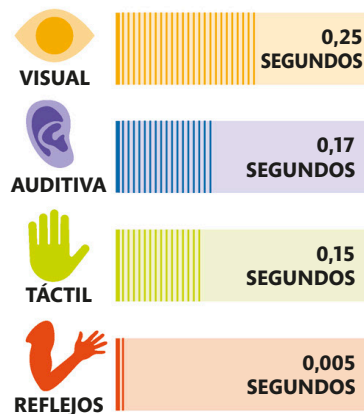 VISUAL
0,25
SEGUNDOS
AUDITIVA
0,17
SEGUNDOS
TÁCTIL
0,15
SEGUNDOS
REFLEJOS
0,005
SEGUNDOS